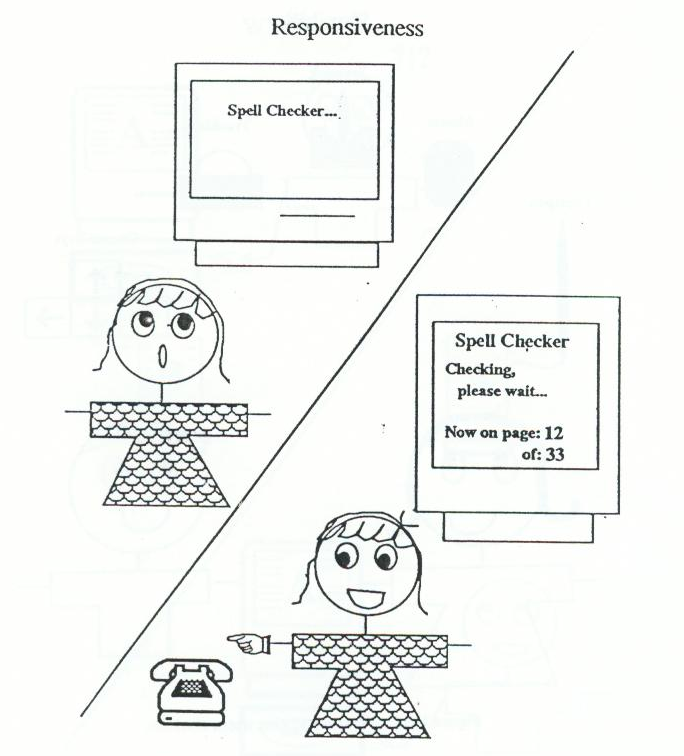 Responsiveness
Spell Checker...
Spell Checker
Checking,
please wait...
Now on page: 12
of: 33